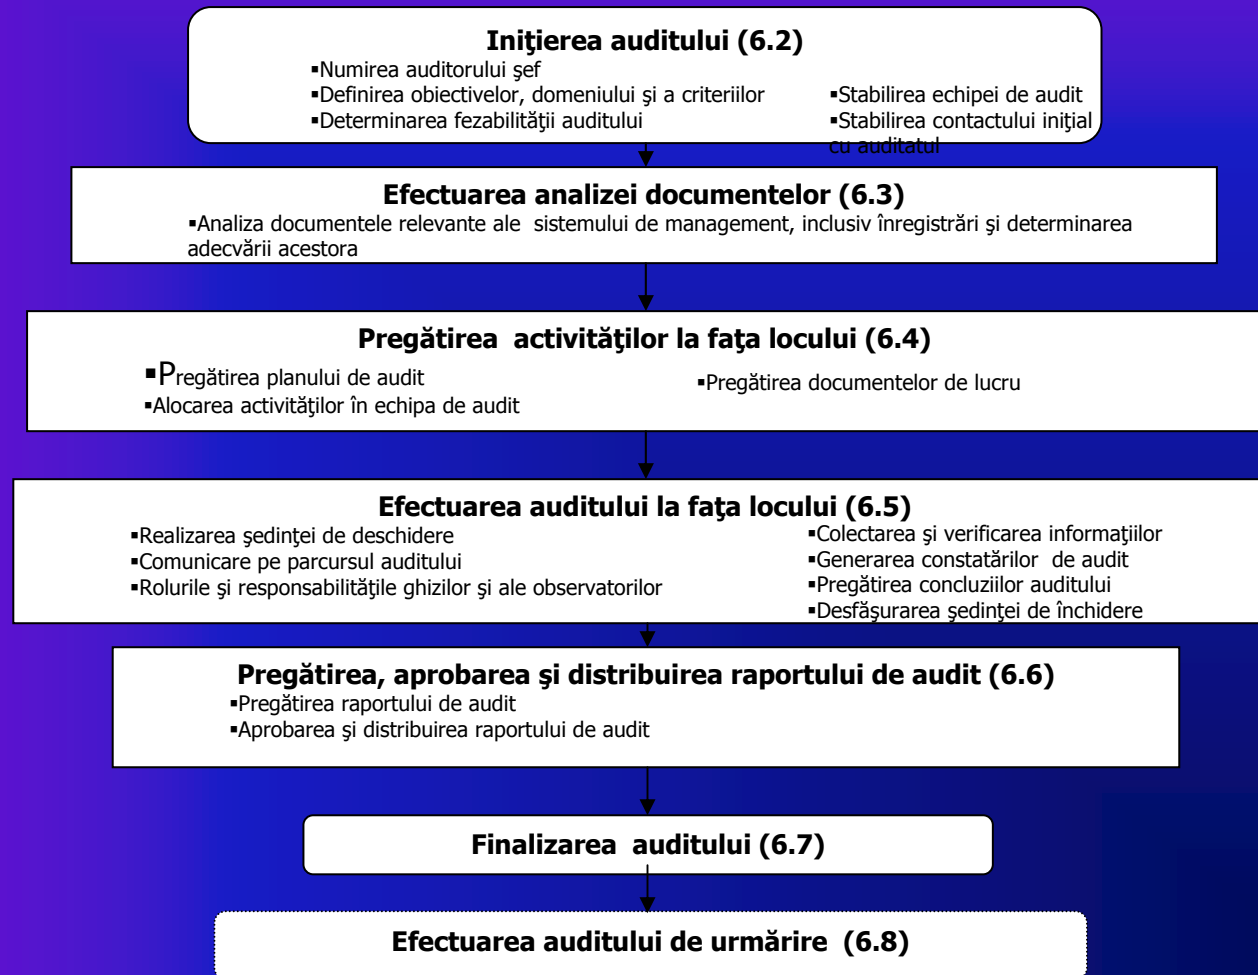 Iniţierea auditului (6.2)
▪Numirea auditorului şef
▪Definirea obiectivelor, domeniului şi a criteriilor
▪Determinarea fezabilităţii auditului
▪Stabilirea echipei de audit
▪Stabilirea contactului iniţial
cu auditatul
Efectuarea analizei documentelor (6.3)
▪Analiza documentele relevante ale sistemului de management, inclusiv înregistrări şi determinarea
adecvării acestora
Pregătirea activităţilor la faţa locului (6.4)
▪Pregătirea planului de audit
▪Alocarea activităţilor în echipa de audit
▪Pregătirea documentelor de lucru
Efectuarea auditului la faţa locului (6.5)
▪Realizarea şedinţei de deschidere
▪Comunicare pe parcursul auditului
▪Rolurile şi responsabilităţile ghizilor şi ale observatorilor
▪Colectarea şi verificarea informaţiilor
▪Generarea constatărilor de audit
▪Pregătirea concluziilor auditului
▪Desfăşurarea şedinţei de închidere
Pregătirea, aprobarea şi distribuirea raportului de audit (6.6)
▪Pregătirea raportului de audit
▪Aprobarea şi distribuirea raportului de audit
Finalizarea auditului (6.7)
Efectuarea auditului de urmărire (6.8)